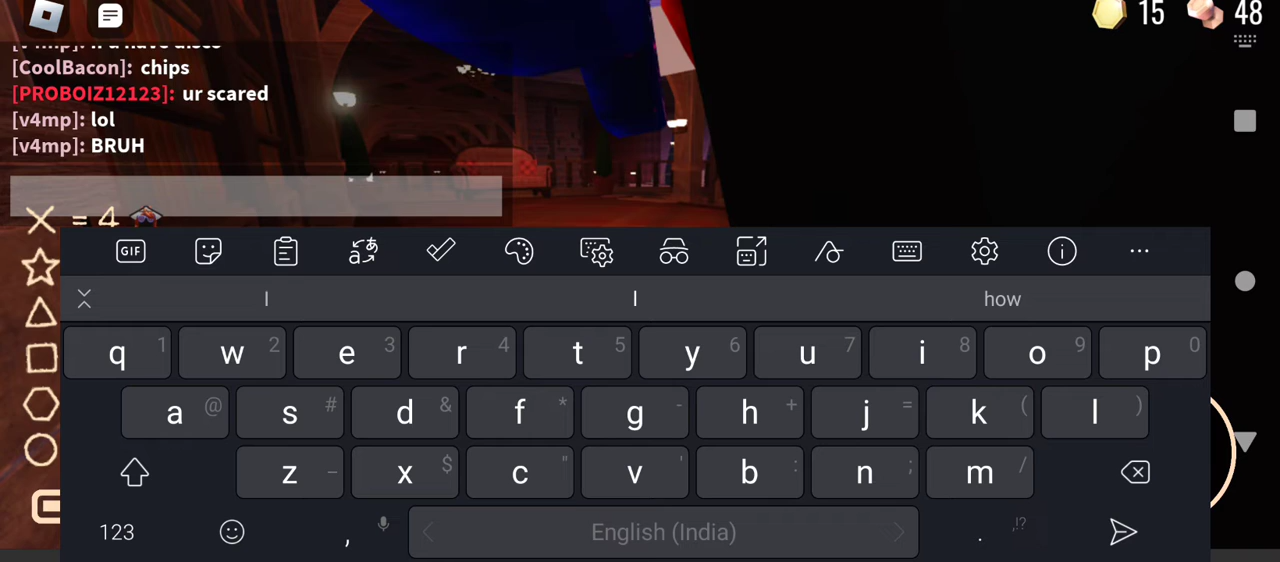 15 48
[CoolBacon]: chips
[PROBOIZ12123]: ur scared
[v4mp]: lol
[v4mp]: BRUH
= 4
GIF
I I how
q 1 w 2 e 3 r 4 t 5 y 6 u 7 i 8 o 9 p 0
a @ s # d & f * g - h + j = k ( l )
z _ x $ c " v ' b : n ; m /
123 , English (India) . ,!?